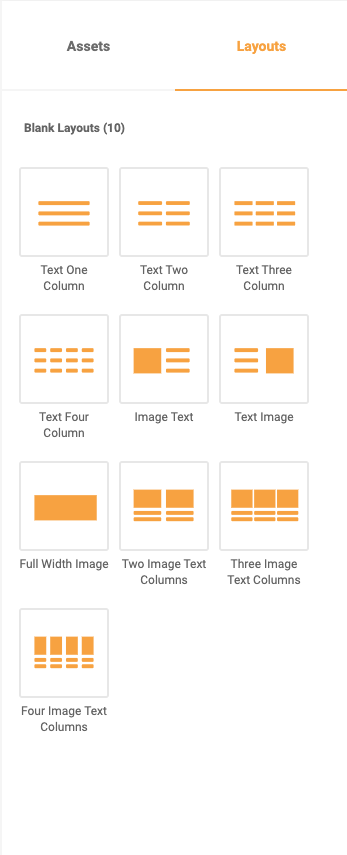 Assets
Layouts
Blank Layouts (10)
Text One
Column
Text Two
Column
Text Three
Column
Text Four
Column
Image Text
Text Image
Full Width Image
Two Image Text
Columns
Three Image
Text Columns
Four Image Text
Columns